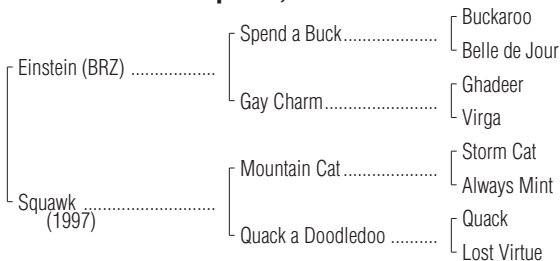 Buckaroo
Spend a Buck......................
Belle de Jour
Einstein (BRZ) ...................
Ghadeer
Gay Charm..........................
Virga
Storm Cat
Mountain Cat......................
Always Mint
Squawk ..............................
(1997)
Quack
Quack a Doodledoo ...........
Lost Virtue